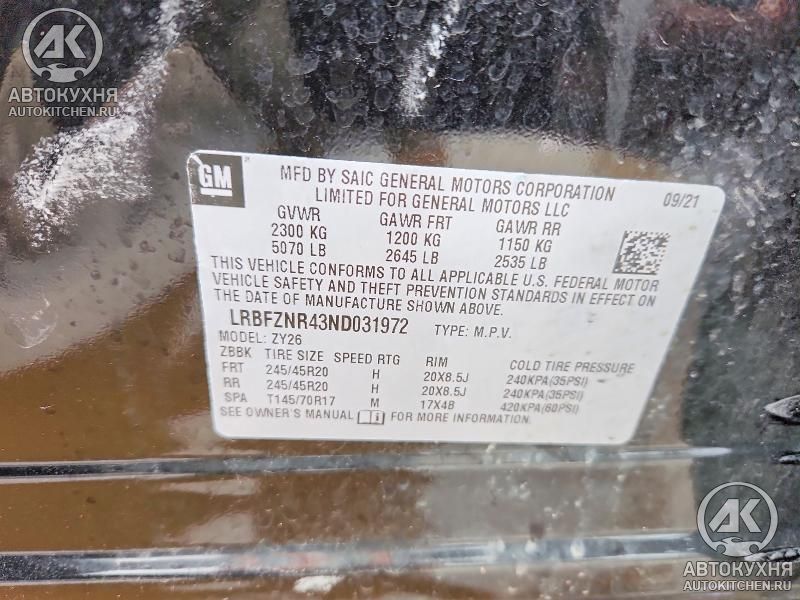 AK
АВТОКУХНЯ
AUTOKITCHEN.RU
GM
MFD BY SAIC GENERAL MOTORS CORPORATION
LIMITED FOR GENERAL MOTORS LLC
09/21
GVWR GAWR FRT GAWR RR
2300 KG 1200 KG 1150 KG
5070 LB 2645 LB 2535 LB
THIS VEHICLE CONFORMS TO ALL APPLICABLE U.S. FEDERAL MOTOR
VEHICLE SAFETY AND THEFT PREVENTION STANDARDS IN EFFECT ON
THE DATE OF MANUFACTURE SHOWN ABOVE.
LRBFZNR43ND031972 TYPE: M.P.V.
MODEL: ZY26
ZBBK TIRE SIZE SPEED RTG RIM COLD TIRE PRESSURE
FRT 245/45R20 H 20X8.5J 240KPA(35PSI)
RR 245/45R20 H 20X8.5J 240KPA(35PSI)
SPA T145/70R17 M 17X4B 420KPA(60PSI)
SEE OWNER'S MANUAL FOR MORE INFORMATION.
AK
АВТОКУХНЯ
AUTOKITCHEN.RU